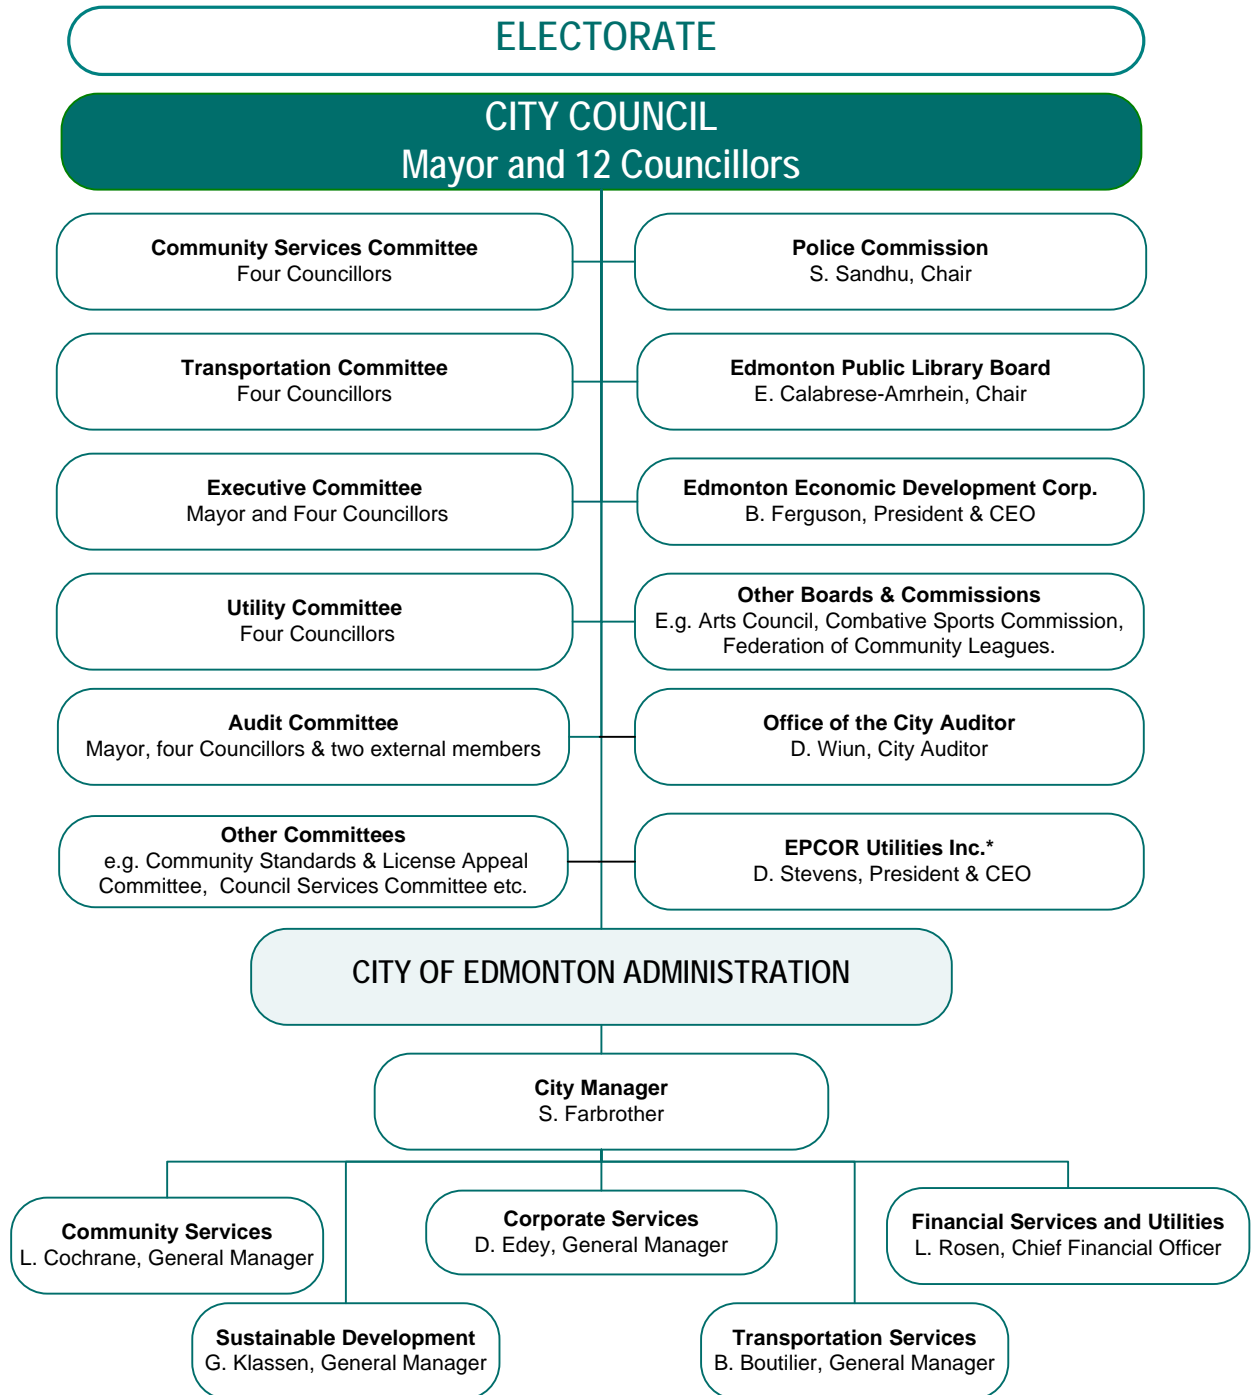 ELECTORATE
CITY COUNCIL
Mayor and 12 Councillors
Community Services Committee
Four Councillors
Police Commission
S. Sandhu, Chair
Transportation Committee
Four Councillors
Edmonton Public Library Board
E. Calabrese-Amrhein, Chair
Executive Committee
Mayor and Four Councillors
Edmonton Economic Development Corp.
B. Ferguson, President & CEO
Utility Committee
Four Councillors
Other Boards & Commissions
E.g. Arts Council, Combative Sports Commission,
Federation of Community Leagues.
Audit Committee
Mayor, four Councillors & two external members
Office of the City Auditor
D. Wiun, City Auditor
Other Committees
e.g. Community Standards & License Appeal
Committee, Council Services Committee etc.
EPCOR Utilities Inc.*
D. Stevens, President & CEO
CITY OF EDMONTON ADMINISTRATION
City Manager
S. Farbrother
Community Services
L. Cochrane, General Manager
Corporate Services
D. Edey, General Manager
Financial Services and Utilities
L. Rosen, Chief Financial Officer
Sustainable Development
G. Klassen, General Manager
Transportation Services
B. Boutilier, General Manager